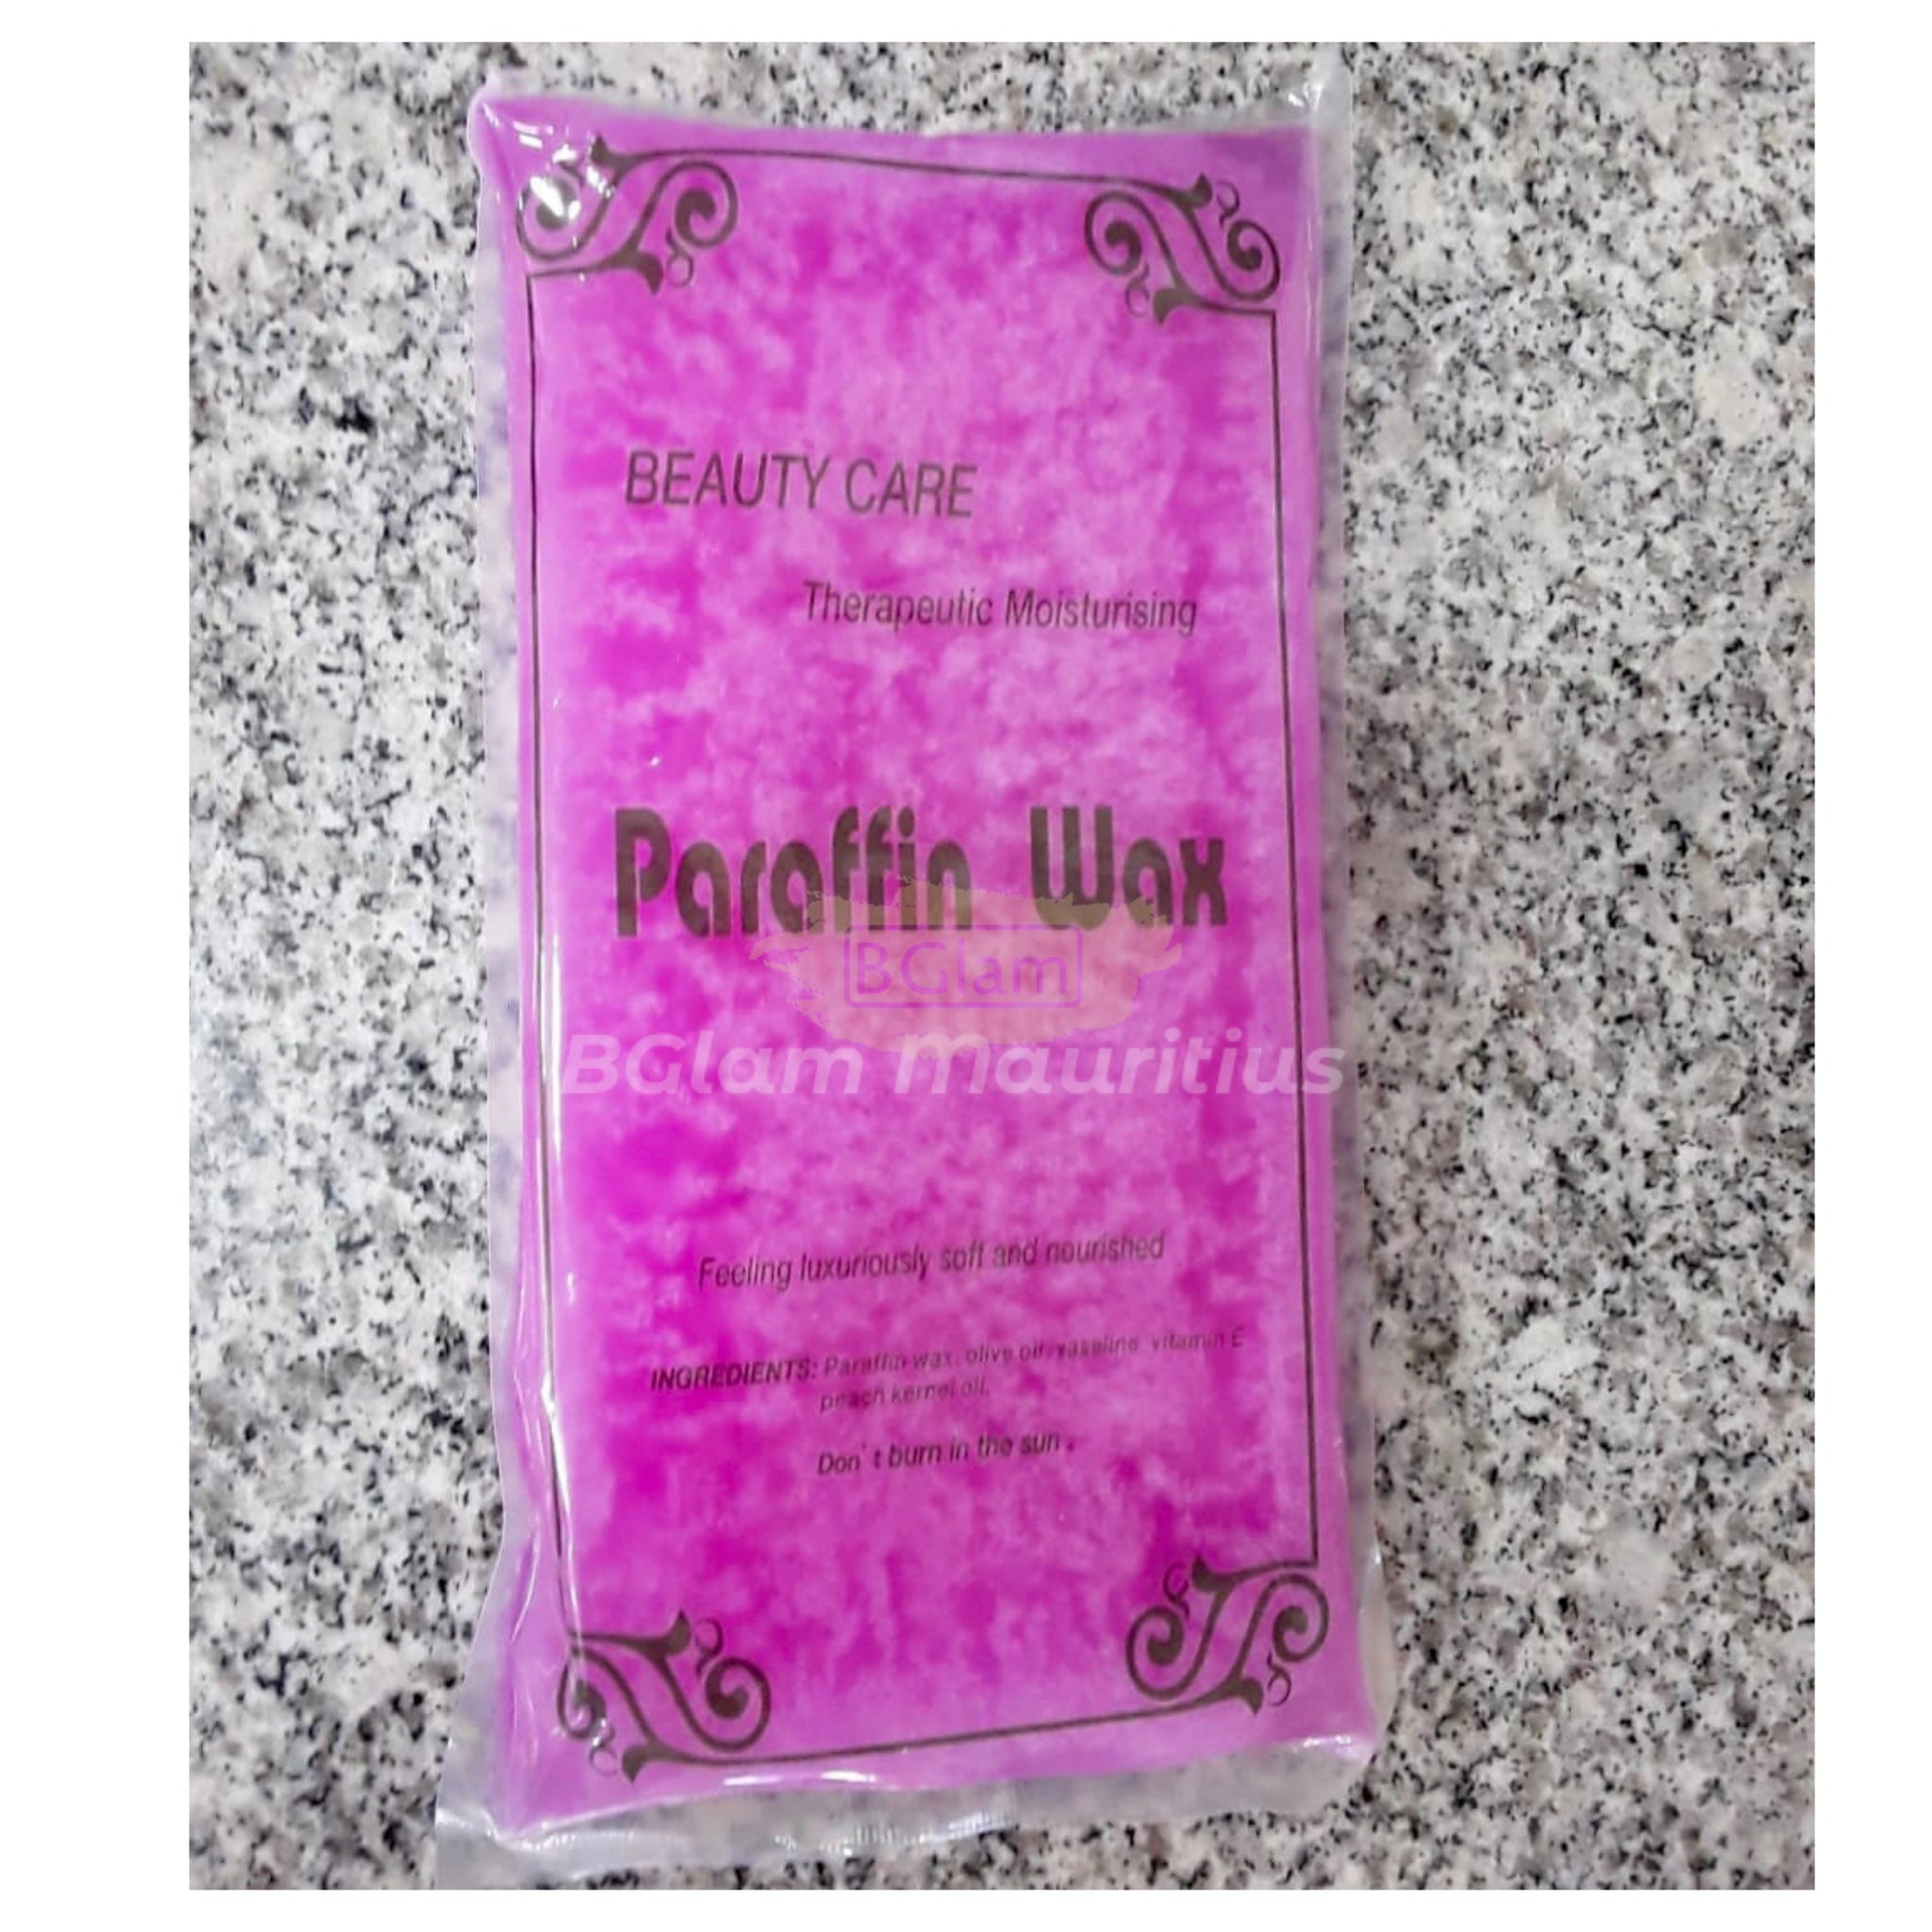 BEAUTY CARE
Therapeutic Moisturising
Paraffin Wax
BGlam
BGlam Mauritius
Feeling luxuriously soft and nourished
INGREDIENTS: Paraffin wax, olive oil, vaseline, vitamin E
peach kernel oil.
Don't burn in the sun.